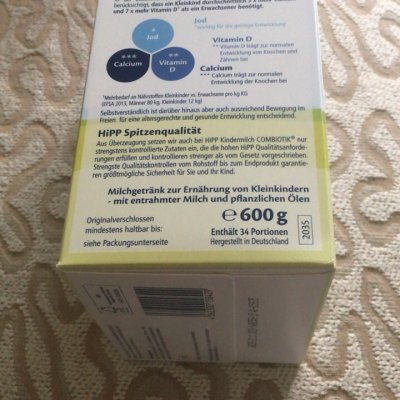 berücksichtigt, dass ein Kleinkind durchschnittlich
und 7 x mehr Vitamin D* als ein Erwachsener benötigt.
Jod
*wichtig für die geistige Entwicklung
Vitamin D
** Vitamin D trägt zur normalen
Entwicklung von Knochen und
Zähnen bei
Calcium
*** Calcium trägt zur normalen
Entwicklung der Knochen bei
*
Jod
***
Calcium
**
Vitamin D
*Mehrbedarf an Nährstoffen Kleinkinder vs. Erwachsene pro kg KG
(EFSA 2013, Männer 80 kg, Kleinkinder 12 kg)
Selbstverständlich ist darüber hinaus aber auch ausreichend Bewegung im
Freien für eine altersgerechte und gesunde Entwicklung entscheidend.
HiPP Spitzenqualität
Aus Überzeugung setzen wir auch bei HiPP Kindermilch COMBIOTIK® nur
strengstens kontrollierte Zutaten ein, die die hohen HiPP Qualitätsanforde-
rungen erfüllen und kontrollieren strenger als vom Gesetz vorgeschrieben.
Strengste Qualitätskontrollen vom Rohstoff bis zum Endprodukt garantie-
ren größtmögliche Sicherheit für Sie und Ihr Kind.
Milchgetränk zur Ernährung von Kleinkindern
- mit entrahmter Milch und pflanzlichen Ölen
Originalverschlossen
mindestens haltbar bis:
siehe Packungsunterseite
℮ 600 g
Enthält 34 Portionen
Hergestellt in Deutschland
2035